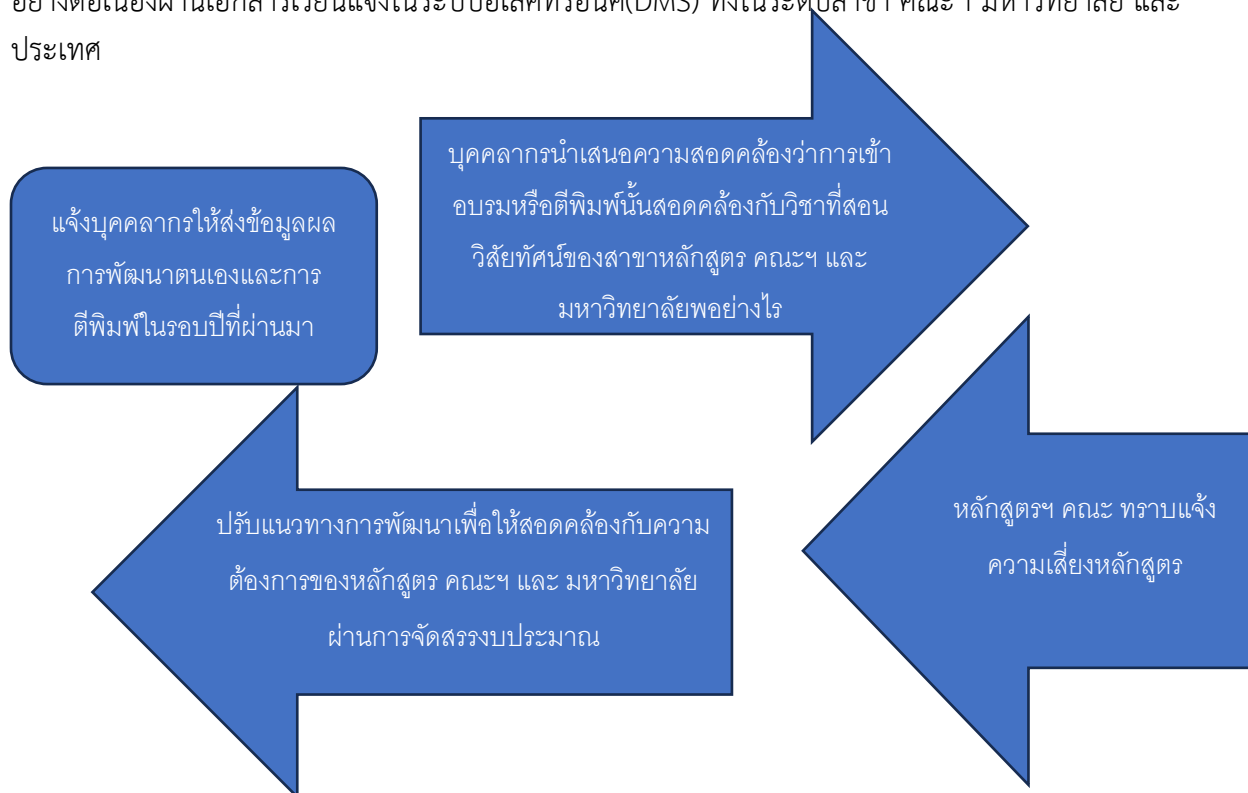 อย่างต่อเนื่องผ่านเอกสารเวียนแจ้งในระบบอิเล็คทรอนิค(DMS) ทั้งในระดับสาขา คณะฯ มหาวิทยาลัย และ
ประเทศ
แจ้งบุคคลากรให้ส่งข้อมูลผล
การพัฒนาตนเองและการ
ตีพิมพ์ในรอบปีที่ผ่านมา
บุคคลากรนำเสนอความสอดคล้องว่าการเข้า
อบรมหรือตีพิมพ์นั้นสอดคล้องกับวิชาที่สอน
วิสัยทัศน์ของสาขาหลักสูตร คณะฯ และ
มหาวิทยาลัยพอย่างไร
หลักสูตรฯ คณะ ทราบแจ้ง
ความเสี่ยงหลักสูตร
ปรับแนวทางการพัฒนาเพื่อให้สอดคล้องกับความ
ต้องการของหลักสูตร คณะฯ และ มหาวิทยาลัย
ผ่านการจัดสรรงบประมาณ